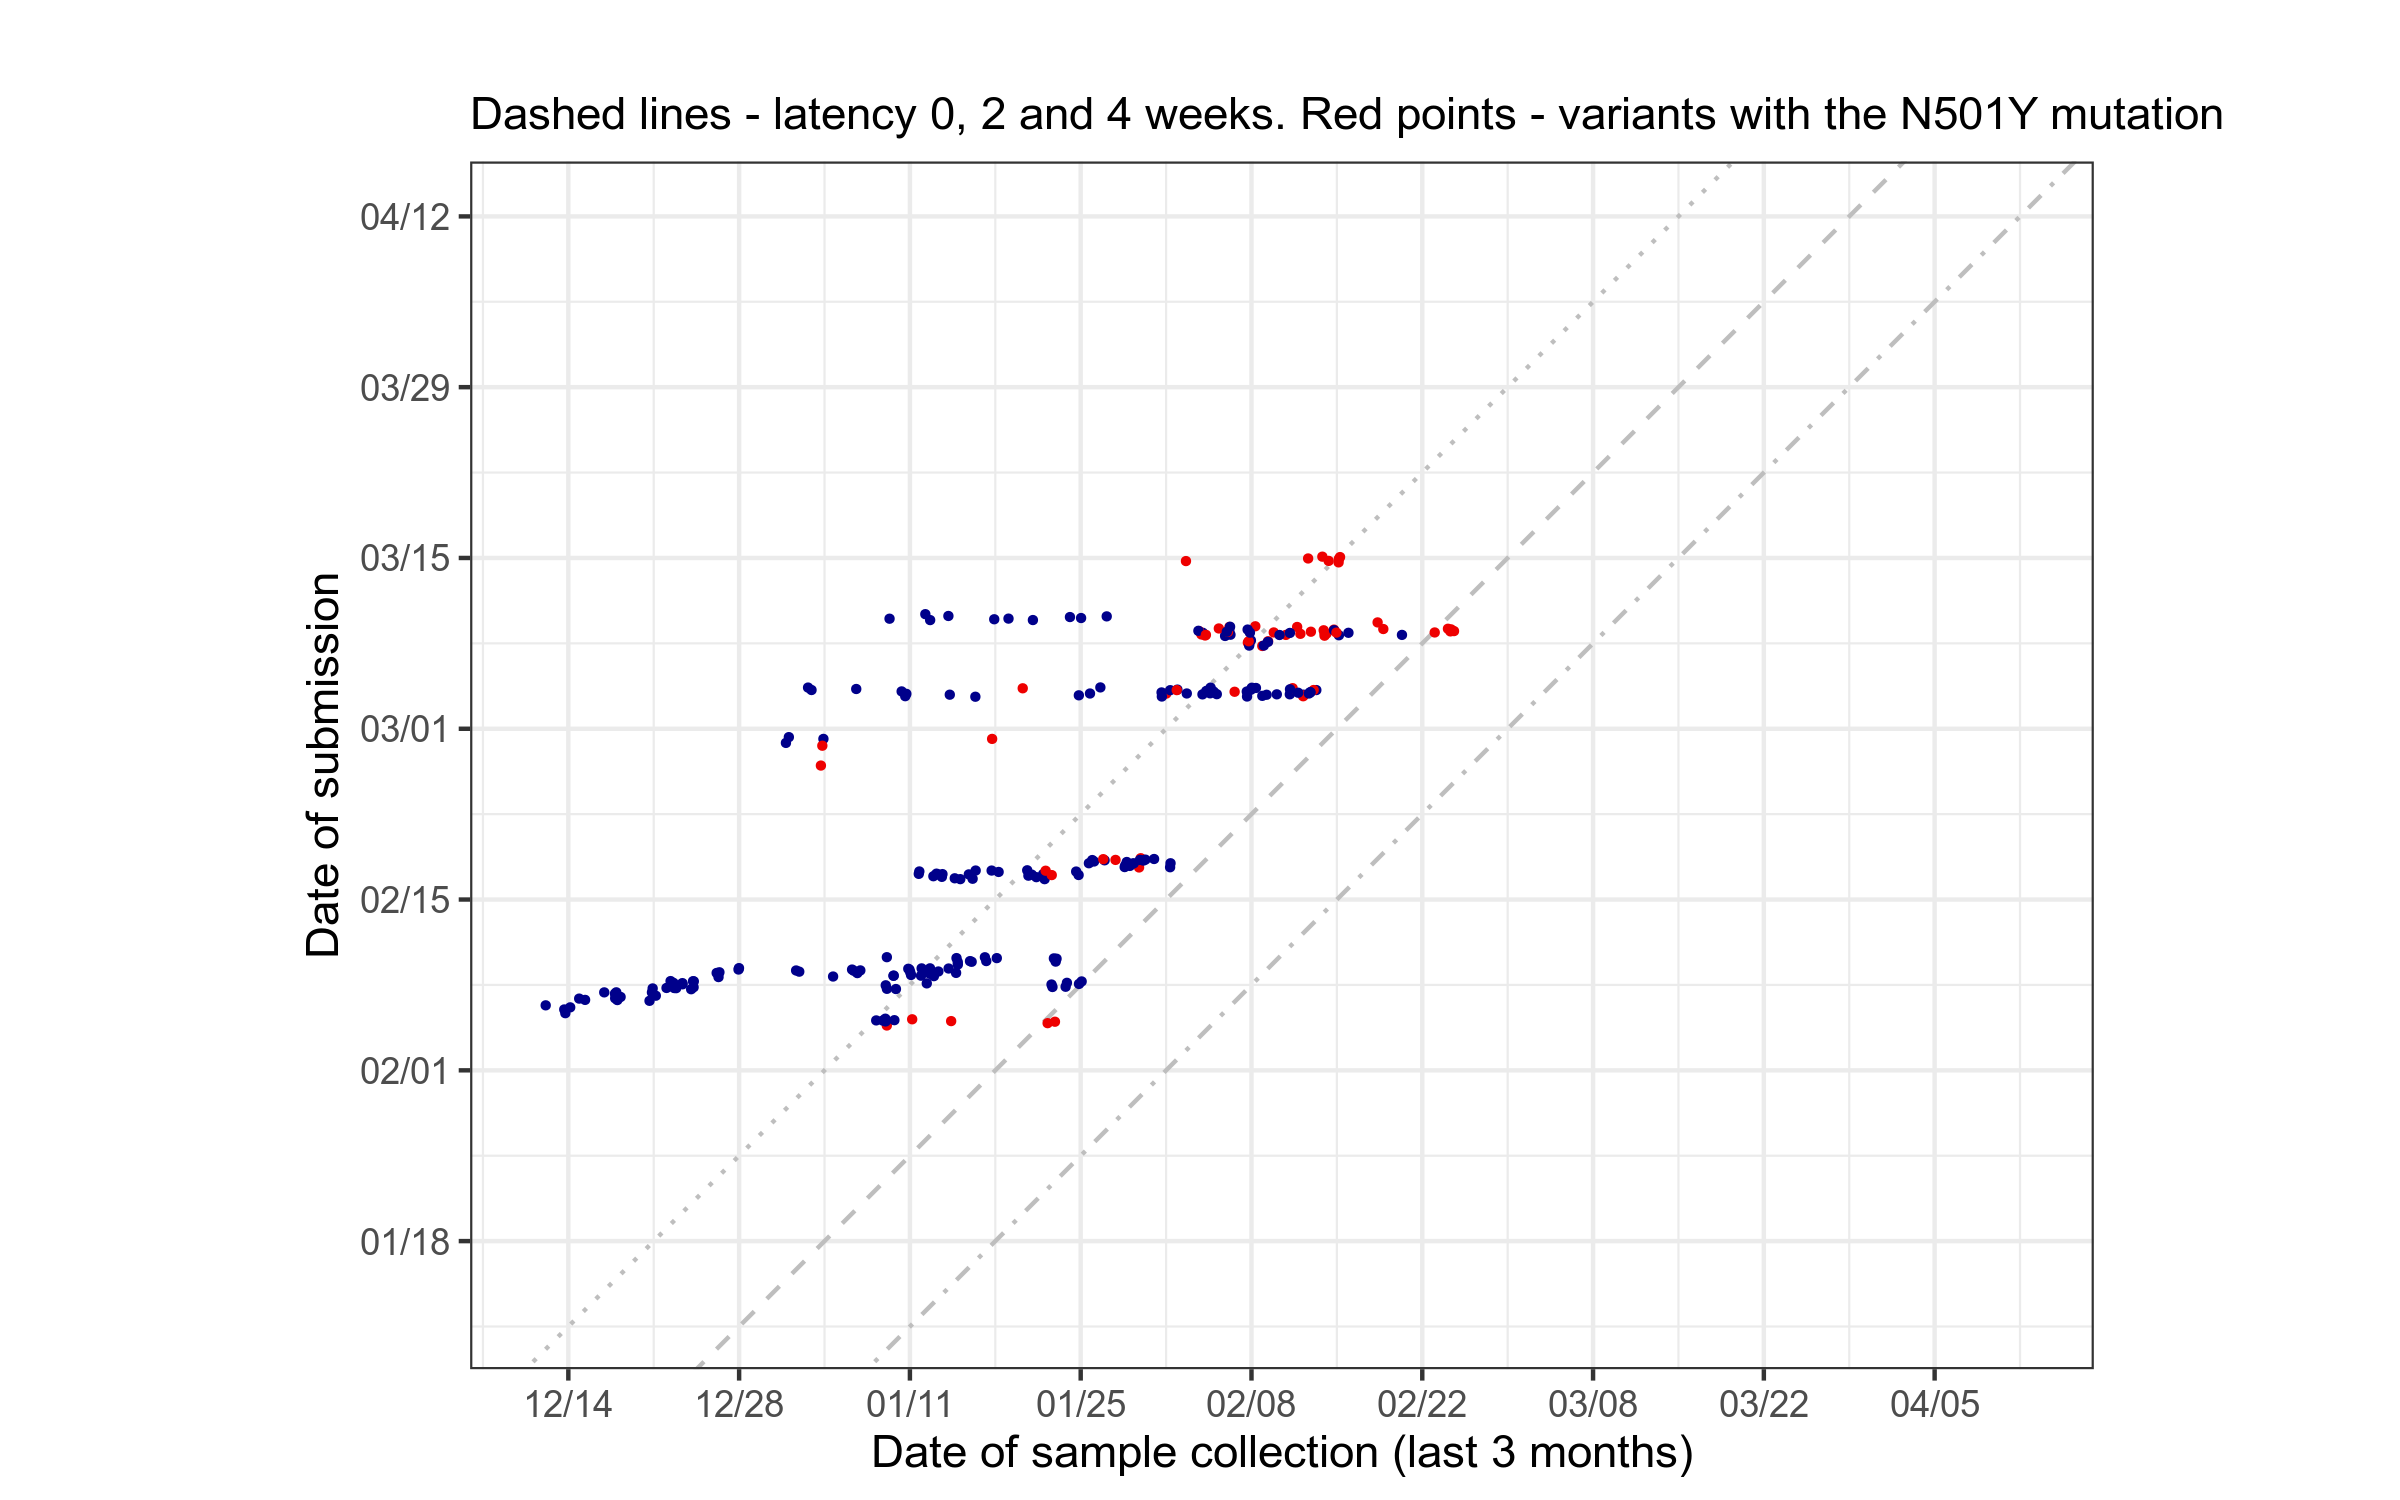 Dashed lines - latency 0, 2 and 4 weeks. Red points - variants with the N501Y mutation
04/12
03/29
03/15
03/01
02/15
02/01
01/18
Date of submission
12/14 12/28 01/11 01/25 02/08 02/22 03/08 03/22 04/05
Date of sample collection (last 3 months)